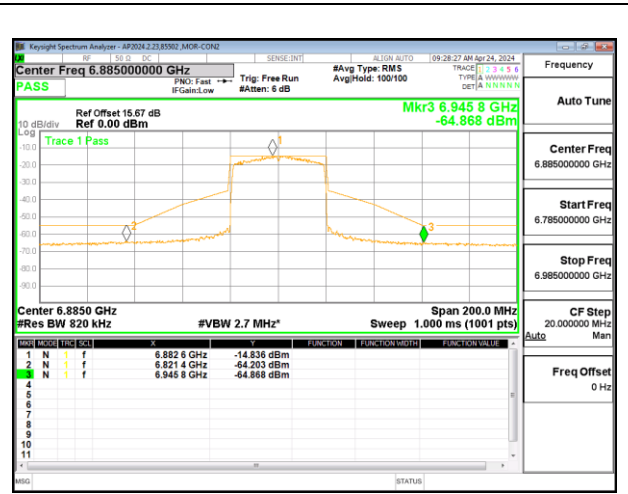 Keysight Spectrum Analyzer - AP2024.2.23,85502 ,MOR-CON2
RF 50 Ω DC SENSE:INT ALIGN AUTO 09:28:27 AM Apr 24, 2024
Center Freq 6.885000000 GHz
PASS
PNO: Fast
IFGain:Low
Trig: Free Run
#Atten: 6 dB
#Avg Type: RMS
Avg|Hold: 100/100
TRACE 1 2 3 4 5 6
TYPE A WWWWW
DET A N N N N N
Frequency
Mkr3 6.945 8 GHz
-64.868 dBm
Ref Offset 15.67 dB
10 dB/div Ref 0.00 dBm
Log
Trace 1 Pass
-10.0
-20.0
-30.0
-40.0
-50.0
-60.0
-70.0
-80.0
-90.0
1
2
3
Center 6.8850 GHz Span 200.0 MHz
#Res BW 820 kHz #VBW 2.7 MHz* Sweep 1.000 ms (1001 pts)
MKR MODE TRC SCL X Y FUNCTION FUNCTION WIDTH FUNCTION VALUE
1 N 1 f 6.882 6 GHz -14.836 dBm
2 N 1 f 6.821 4 GHz -64.203 dBm
3 N 1 f 6.945 8 GHz -64.868 dBm
4
5
6
7
8
9
10
11
MSG STATUS
Auto Tune
Center Freq
6.885000000 GHz
Start Freq
6.785000000 GHz
Stop Freq
6.985000000 GHz
CF Step
20.000000 MHz
Auto Man
Freq Offset
0 Hz